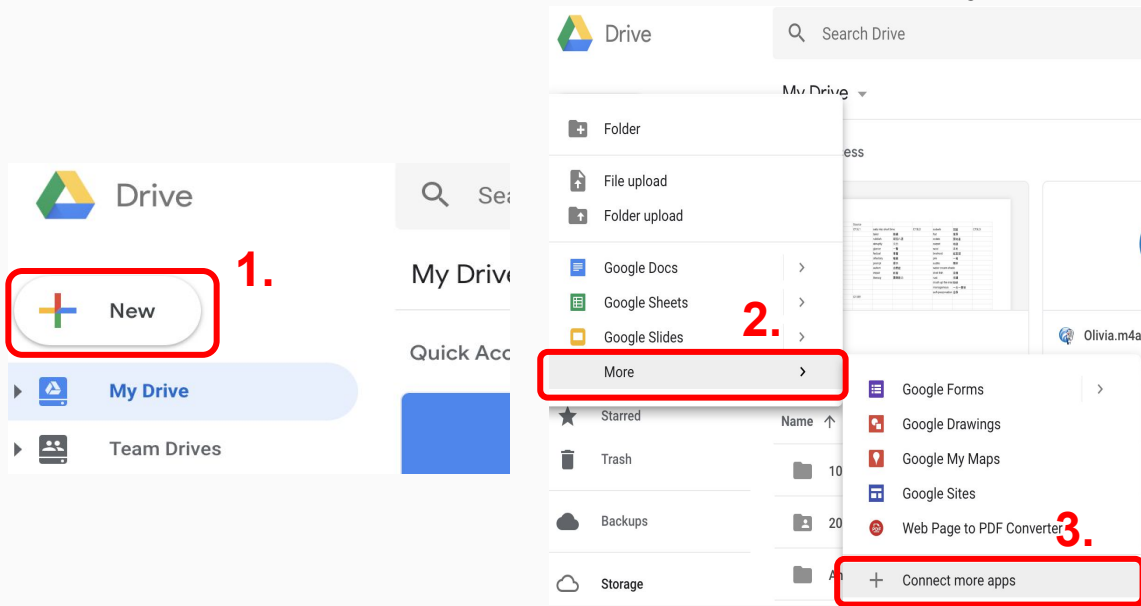 Drive
Sea
1.
New
My Drive
Quick Acc
My Drive
Team Drives
Drive
Search Drive
My Drive
Folder
ess
File upload
Folder upload
Google Docs
Google Sheets
Google Slides
2.
More
Olivia.m4a
Starred
Name
Trash
10
Backups
20
Storage
Google Forms
Google Drawings
Google My Maps
Google Sites
Web Page to PDF Converter
3.
Connect more apps